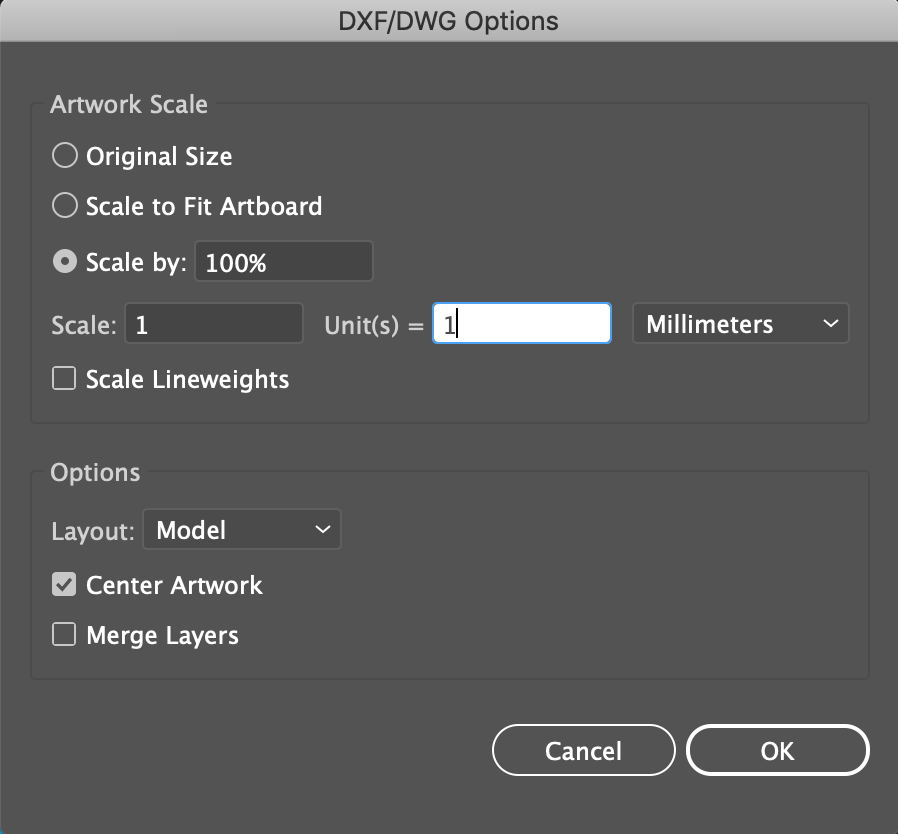 DXF/DWG Options
Artwork Scale
Original Size
Scale to Fit Artboard
Scale by: 100%
Scale: 1 Unit(s) = 1 Millimeters
Scale Lineweights
Options
Layout: Model
Center Artwork
Merge Layers
Cancel OK